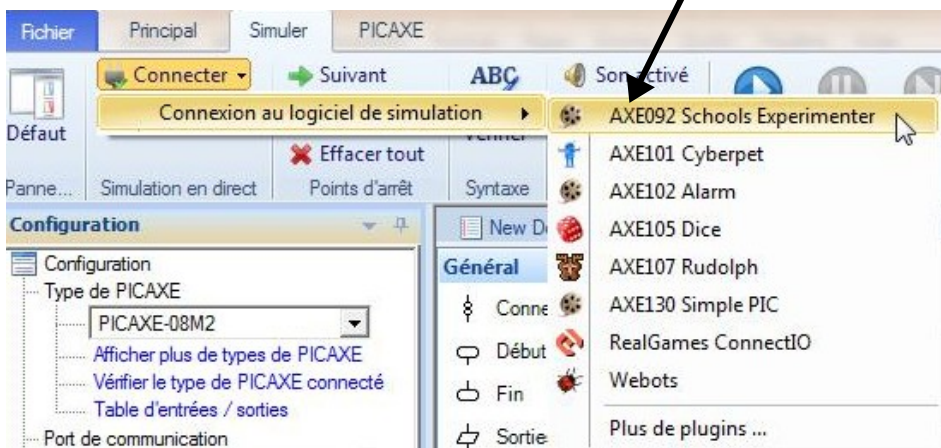 Fichier Principal Simuler PICAXE
Connecter Suivant ABC Son activé
Connexion au logiciel de simulation
Défaut
Effacer tout
Panne... Simulation en direct Points d'arrêt Syntaxe
AXE092 Schools Experimenter
AXE101 Cyberpet
AXE102 Alarm
AXE105 Dice
AXE107 Rudolph
AXE130 Simple PIC
RealGames ConnectIO
Webots
Plus de plugins ...
Configuration
Configuration
Type de PICAXE
PICAXE-08M2
Afficher plus de types de PICAXE
Vérifier le type de PICAXE connecté
Table d'entrées / sorties
Port de communication
New D
Général
Conne
Début
Fin
Sortie